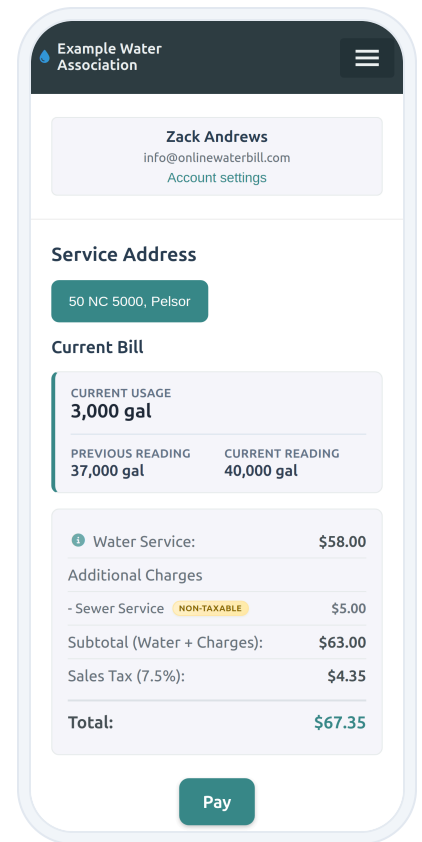 Example Water
Association
Zack Andrews
info@onlinewaterbill.com
Account settings
Service Address
50 NC 5000, Pelsor
Current Bill
CURRENT USAGE
3,000 gal
PREVIOUS READING CURRENT READING
37,000 gal 40,000 gal
i Water Service: $58.00
Additional Charges
- Sewer Service NON-TAXABLE $5.00
Subtotal (Water + Charges): $63.00
Sales Tax (7.5%): $4.35
Total: $67.35
Pay